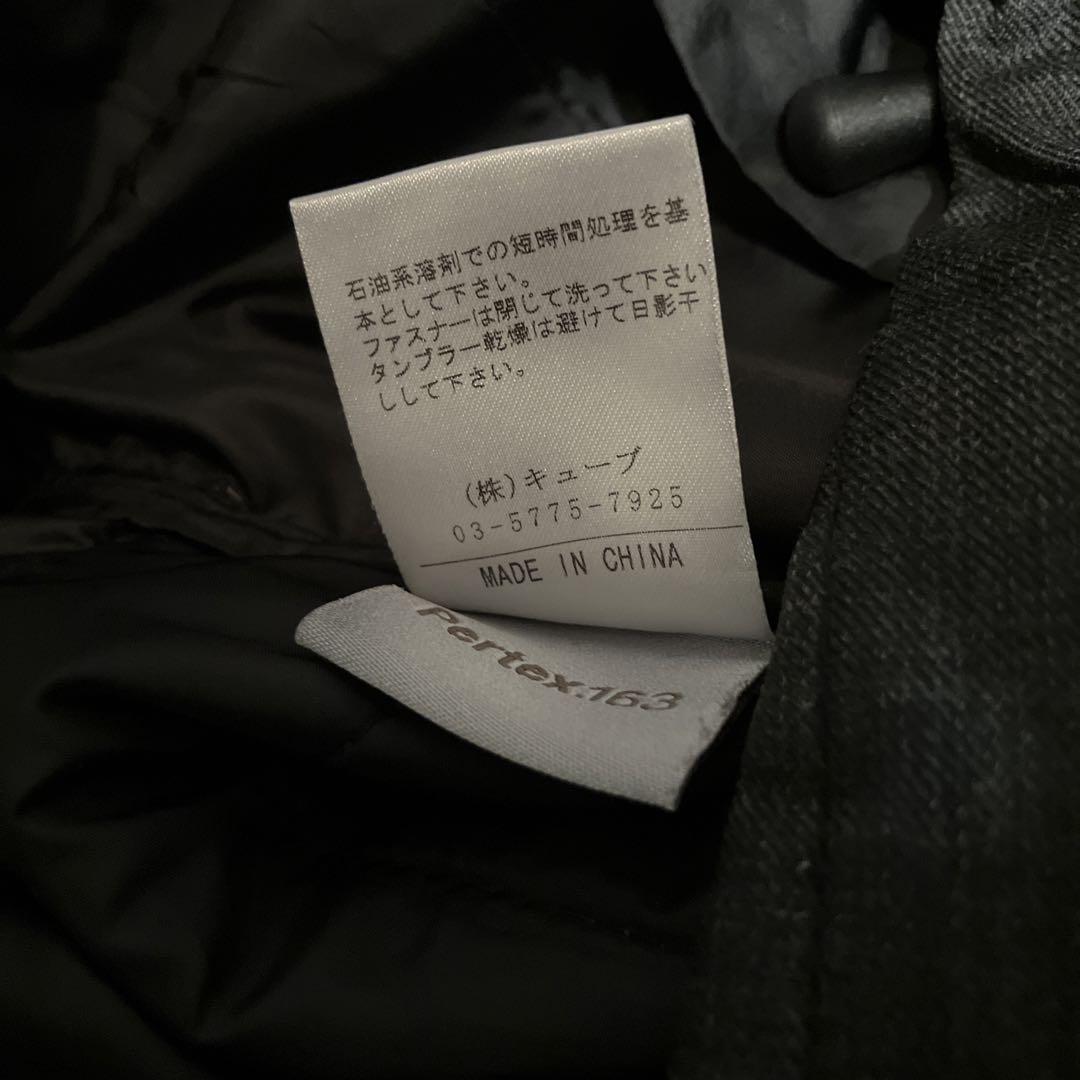 石油系溶剤での短時間処理を基
本として下さい。
ファスナーは閉じて洗って下さい
タンブラー乾燥は避けて日影干
しして下さい。
(株)キューブ
03-5775-7925
MADE IN CHINA
Pertex.163